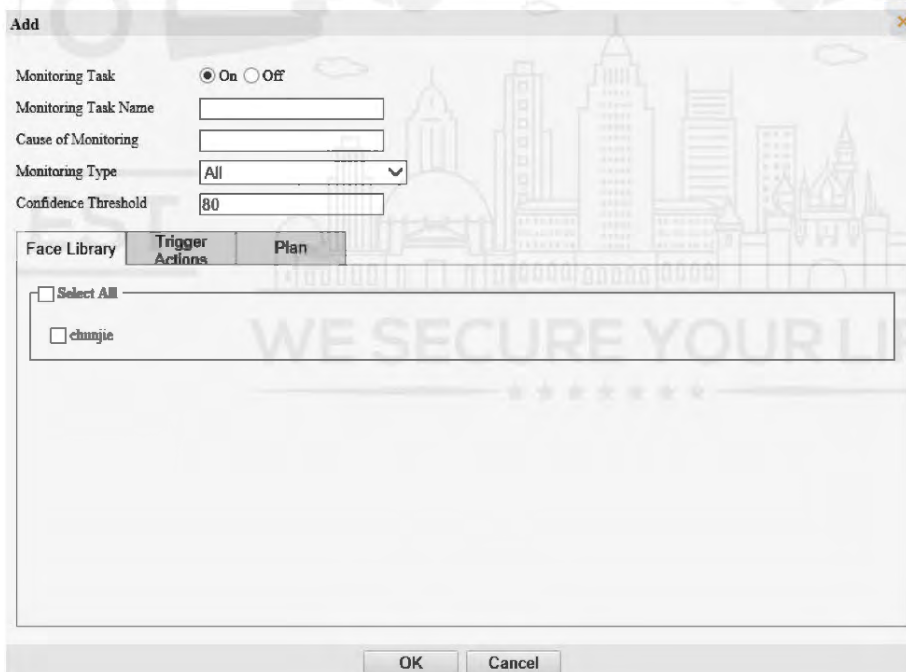 Add
Monitoring Task On Off
Monitoring Task Name
Cause of Monitoring
Monitoring Type All
Confidence Threshold 80
Face Library Trigger Actions Plan
Select All
chunjie
WE SECURE YOUR LI
OK Cancel